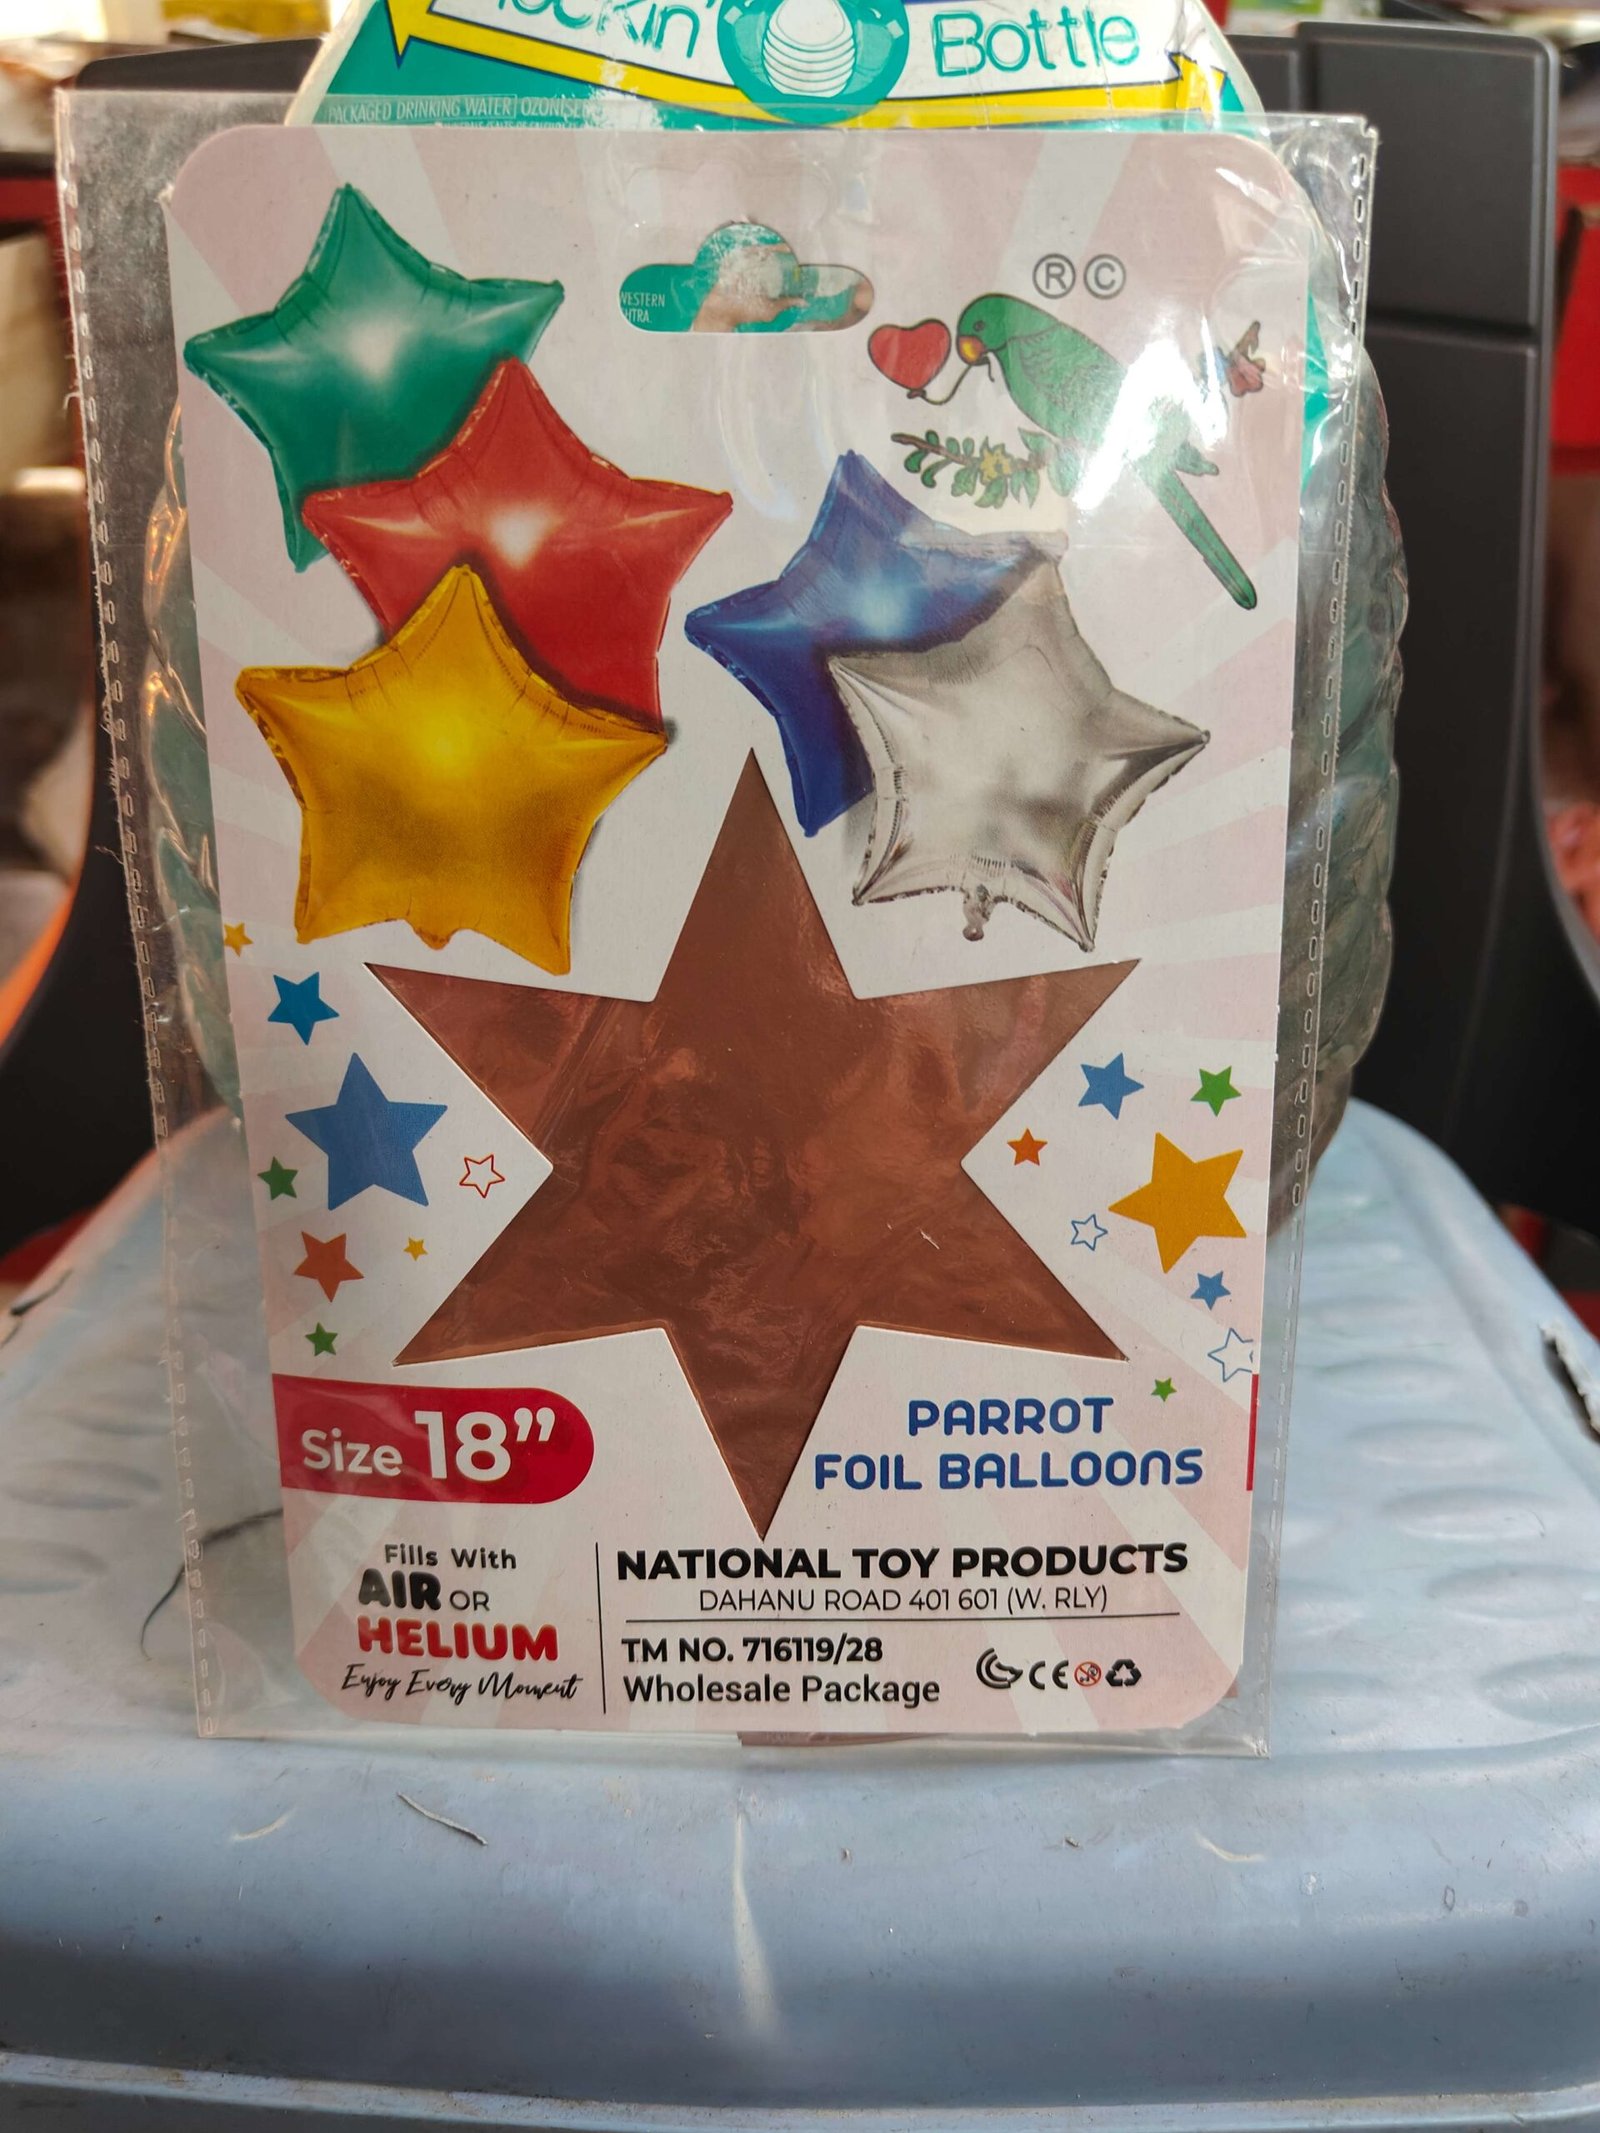 Bottle
PACKAGED DRINKING WATER OZONISED
® ©
Size 18”
PARROT
FOIL BALLOONS
Fills With
AIR OR
HELIUM
Enjoy Every Moment
NATIONAL TOY PRODUCTS
DAHANU ROAD 401 601 (W. RLY)
TM NO. 716119/28
Wholesale Package
CE